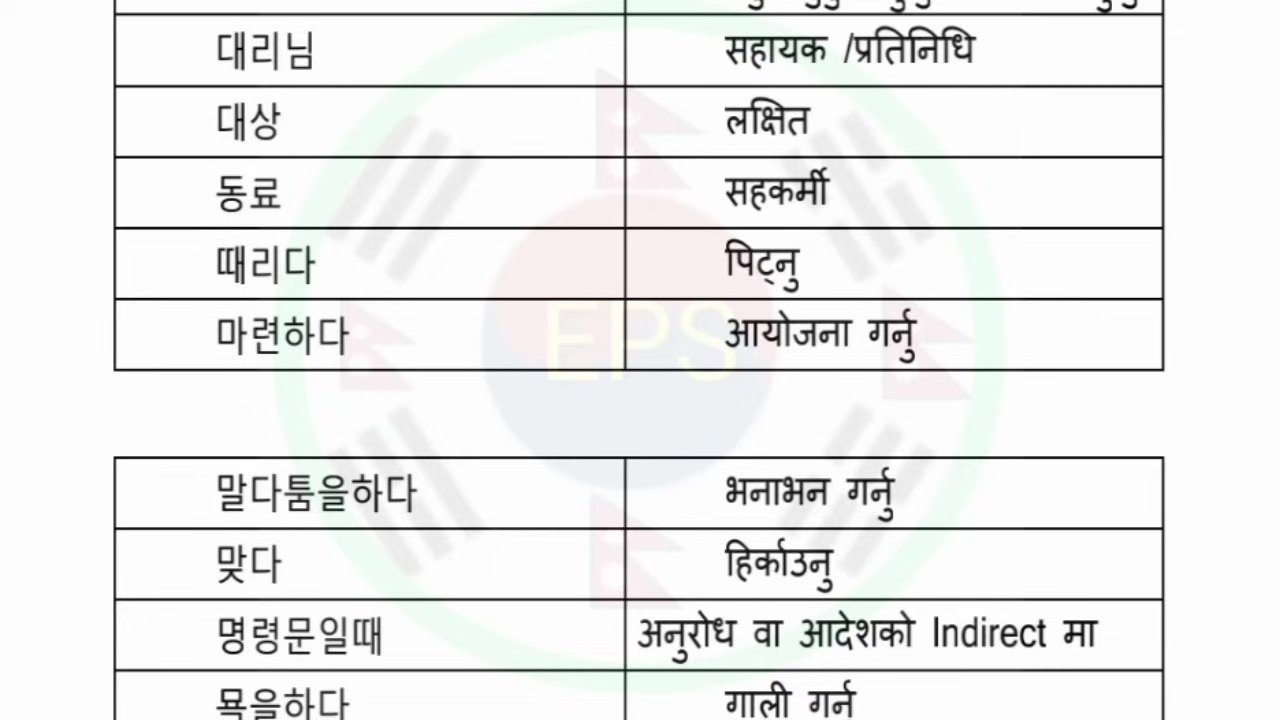 대리님 सहायक /प्रतिनिधि
대상 लक्षित
동료 सहकर्मी
때리다 पिट्नु
마련하다 आयोजना गर्नु
EPS
말다툼을하다 भनाभन गर्नु
맞다 हिर्काउनु
명령문일때 अनुरोध वा आदेशको Indirect मा
욕을하다 गाली गर्न